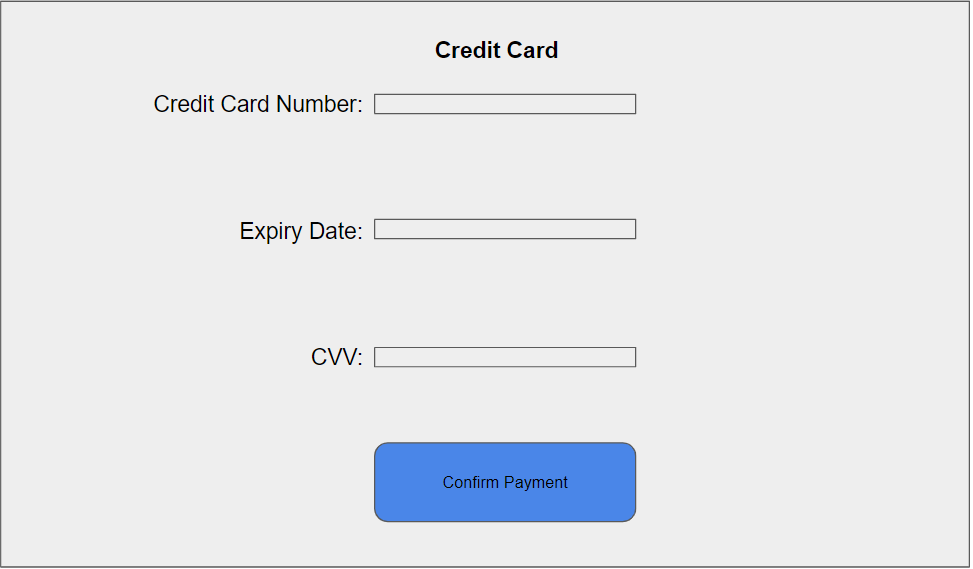 Credit Card
Credit Card Number:
Expiry Date:
CVV:
Confirm Payment